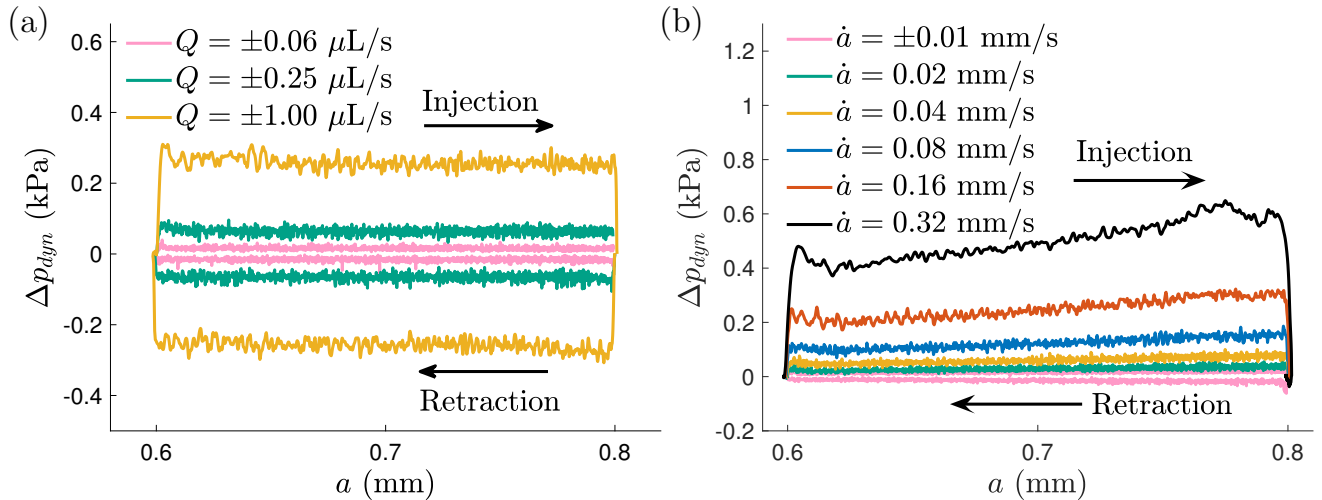 (a)
0.6
0.4
0.2
0
-0.2
-0.4
Δp_dyn (kPa)
Q = ±0.06 μL/s
Q = ±0.25 μL/s
Q = ±1.00 μL/s
Injection
Retraction
0.6 0.7 0.8
a (mm)
(b)
1.2
1
0.8
0.6
0.4
0.2
0
-0.2
Δp_dyn (kPa)
ȧ = ±0.01 mm/s
ȧ = 0.02 mm/s
ȧ = 0.04 mm/s
ȧ = 0.08 mm/s
ȧ = 0.16 mm/s
ȧ = 0.32 mm/s
Injection
Retraction
0.6 0.7 0.8
a (mm)